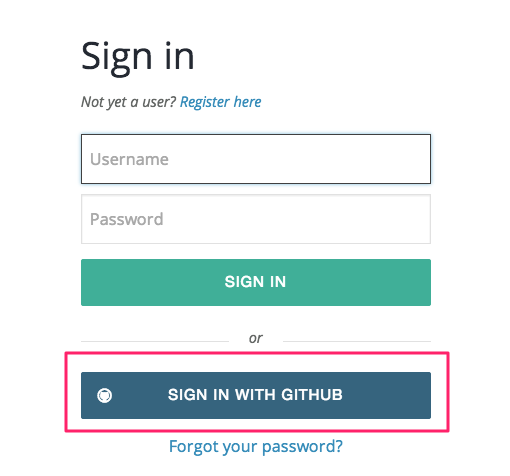 Sign in
Not yet a user? Register here
Username
Password
SIGN IN
or
SIGN IN WITH GITHUB
Forgot your password?